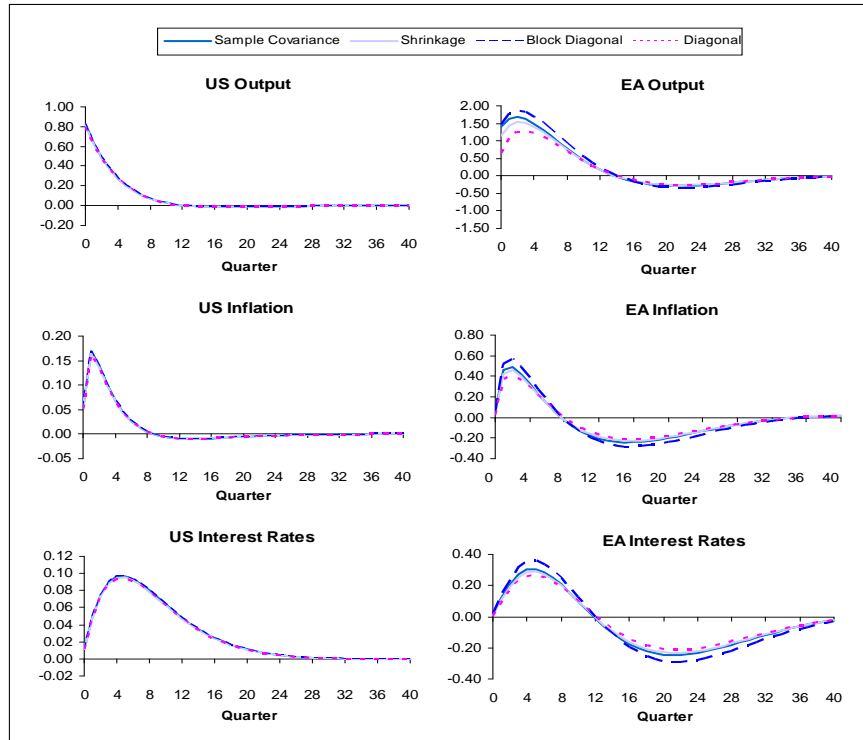 Sample Covariance Shrinkage Block Diagonal Diagonal
US Output
1.00
0.80
0.60
0.40
0.20
0.00
-0.20
0 4 8 12 16 20 24 28 32 36 40
Quarter
EA Output
2.00
1.50
1.00
0.50
0.00
-0.50
-1.00
-1.50
0 4 8 12 16 20 24 28 32 36 40
Quarter
US Inflation
0.20
0.15
0.10
0.05
0.00
-0.05
0 4 8 12 16 20 24 28 32 36 40
Quarter
EA Inflation
0.80
0.60
0.40
0.20
0.00
-0.20
-0.40
0 4 8 12 16 20 24 28 32 36 40
Quarter
US Interest Rates
0.12
0.10
0.08
0.06
0.04
0.02
0.00
-0.02
0 4 8 12 16 20 24 28 32 36 40
Quarter
EA Interest Rates
0.40
0.20
0.00
-0.20
-0.40
0 4 8 12 16 20 24 28 32 36 40
Quarter